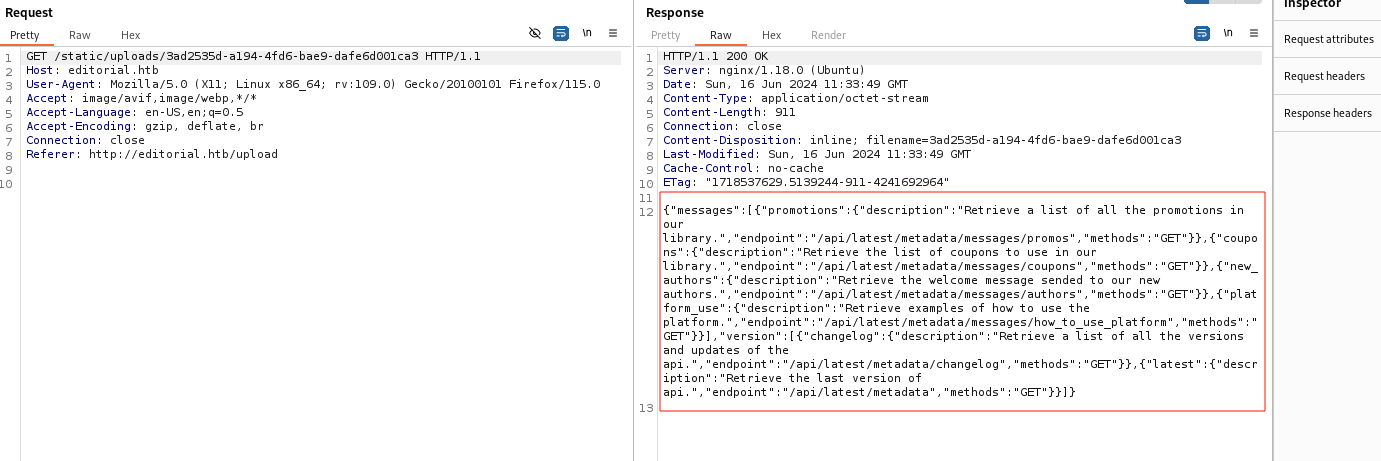 Request
Pretty Raw Hex \n
1 GET /static/uploads/3ad2535d-a194-4fd6-bae9-dafe6d001ca3 HTTP/1.1
2 Host: editorial.htb
3 User-Agent: Mozilla/5.0 (X11; Linux x86_64; rv:109.0) Gecko/20100101 Firefox/115.0
4 Accept: image/avif,image/webp,*/*
5 Accept-Language: en-US,en;q=0.5
6 Accept-Encoding: gzip, deflate, br
7 Connection: close
8 Referer: http://editorial.htb/upload
9
10
Response
Pretty Raw Hex Render \n
1 HTTP/1.1 200 OK
2 Server: nginx/1.18.0 (Ubuntu)
3 Date: Sun, 16 Jun 2024 11:33:49 GMT
4 Content-Type: application/octet-stream
5 Content-Length: 911
6 Connection: close
7 Content-Disposition: inline; filename=3ad2535d-a194-4fd6-bae9-dafe6d001ca3
8 Last-Modified: Sun, 16 Jun 2024 11:33:49 GMT
9 Cache-Control: no-cache
10 ETag: "1718537629.5139244-911-4241692964"
11
12 {"messages":[{"promotions":{"description":"Retrieve a list of all the promotions in
our
library.","endpoint":"/api/latest/metadata/messages/promos","methods":"GET"}},{"coupo
ns":{"description":"Retrieve the list of coupons to use in our
library.","endpoint":"/api/latest/metadata/messages/coupons","methods":"GET"}},{"new_
authors":{"description":"Retrieve the welcome message sended to our new
authors.","endpoint":"/api/latest/metadata/messages/authors","methods":"GET"}},{"plat
form_use":{"description":"Retrieve examples of how to use the
platform.","endpoint":"/api/latest/metadata/messages/how_to_use_platform","methods":"
GET"}}],"version":[{"changelog":{"description":"Retrieve a list of all the versions
and updates of the
api.","endpoint":"/api/latest/metadata/changelog","methods":"GET"}},{"latest":{"descr
iption":"Retrieve the last version of
api.","endpoint":"/api/latest/metadata","methods":"GET"}}]}
13
Inspector
Request attributes
Request headers
Response headers